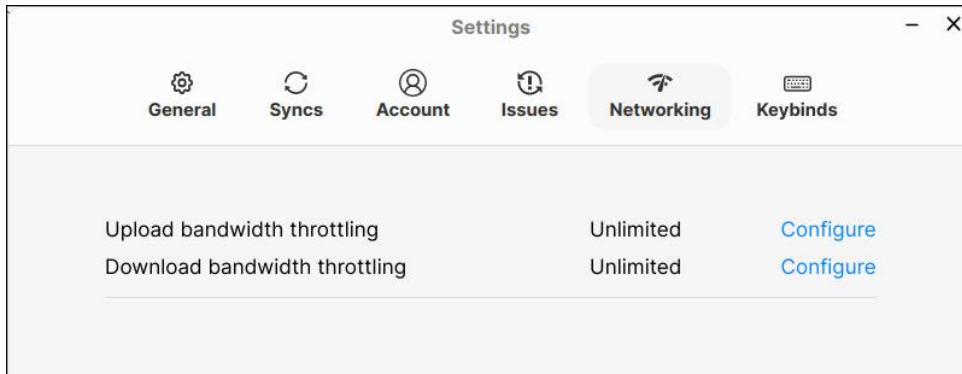 Settings
General Syncs Account Issues Networking Keybinds
Upload bandwidth throttling Unlimited Configure
Download bandwidth throttling Unlimited Configure